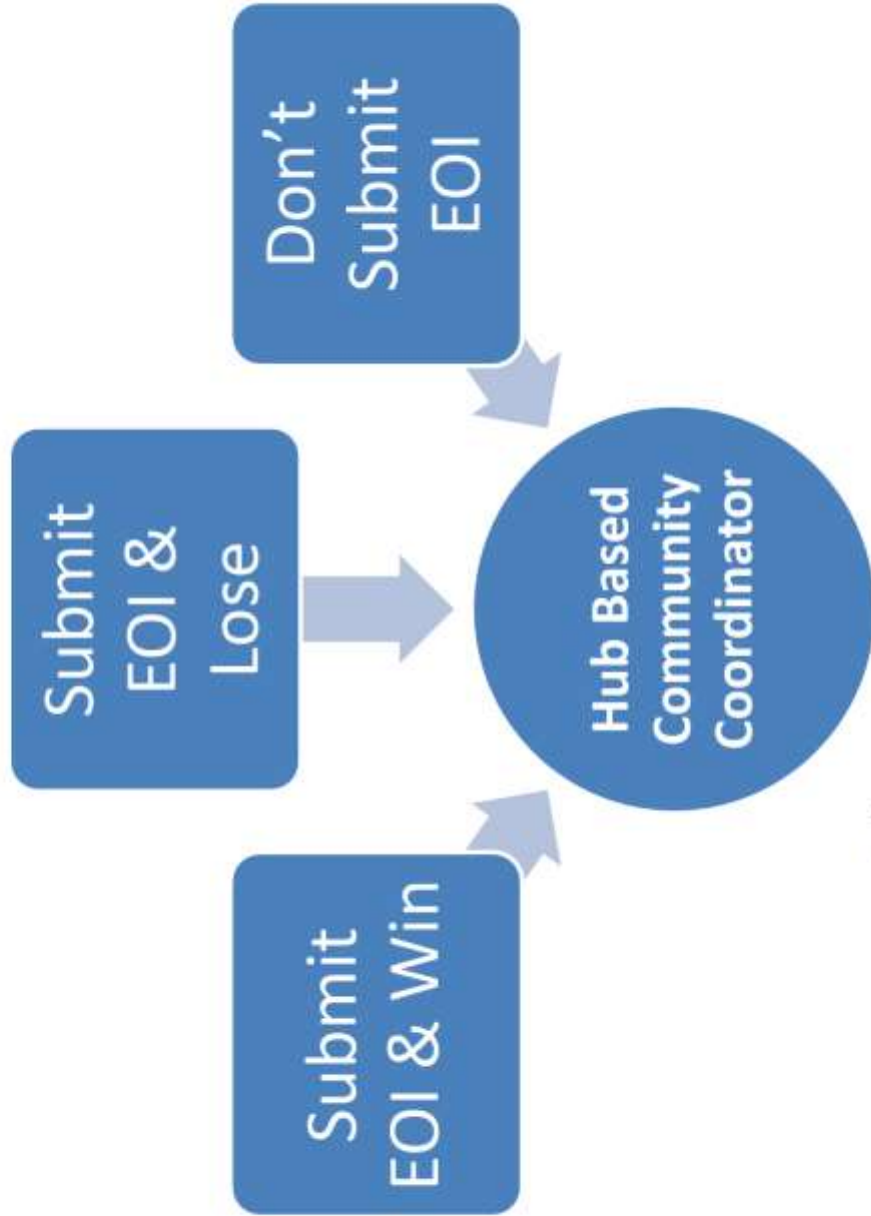 Submit
EOI & Win
Submit
EOI &
Lose
Don't
Submit
EOI
Hub Based
Community
Coordinator